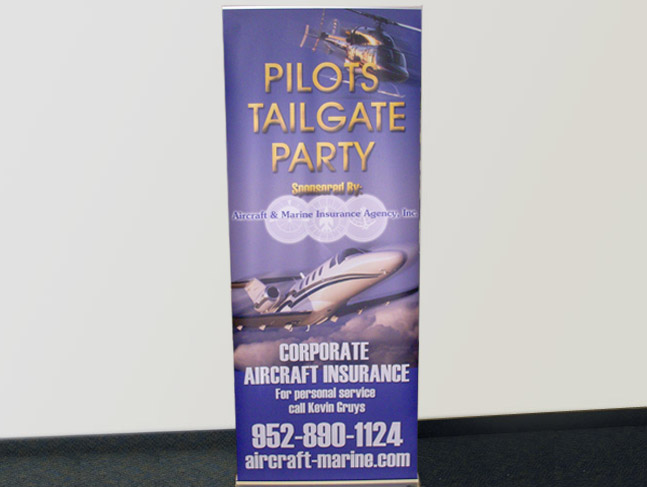 PILOTS
TAILGATE
PARTY
Sponsored By:
Aircraft & Marine Insurance Agency, Inc.
CORPORATE
AIRCRAFT INSURANCE
For personal service
call Kevin Gruys
952-890-1124
aircraft-marine.com